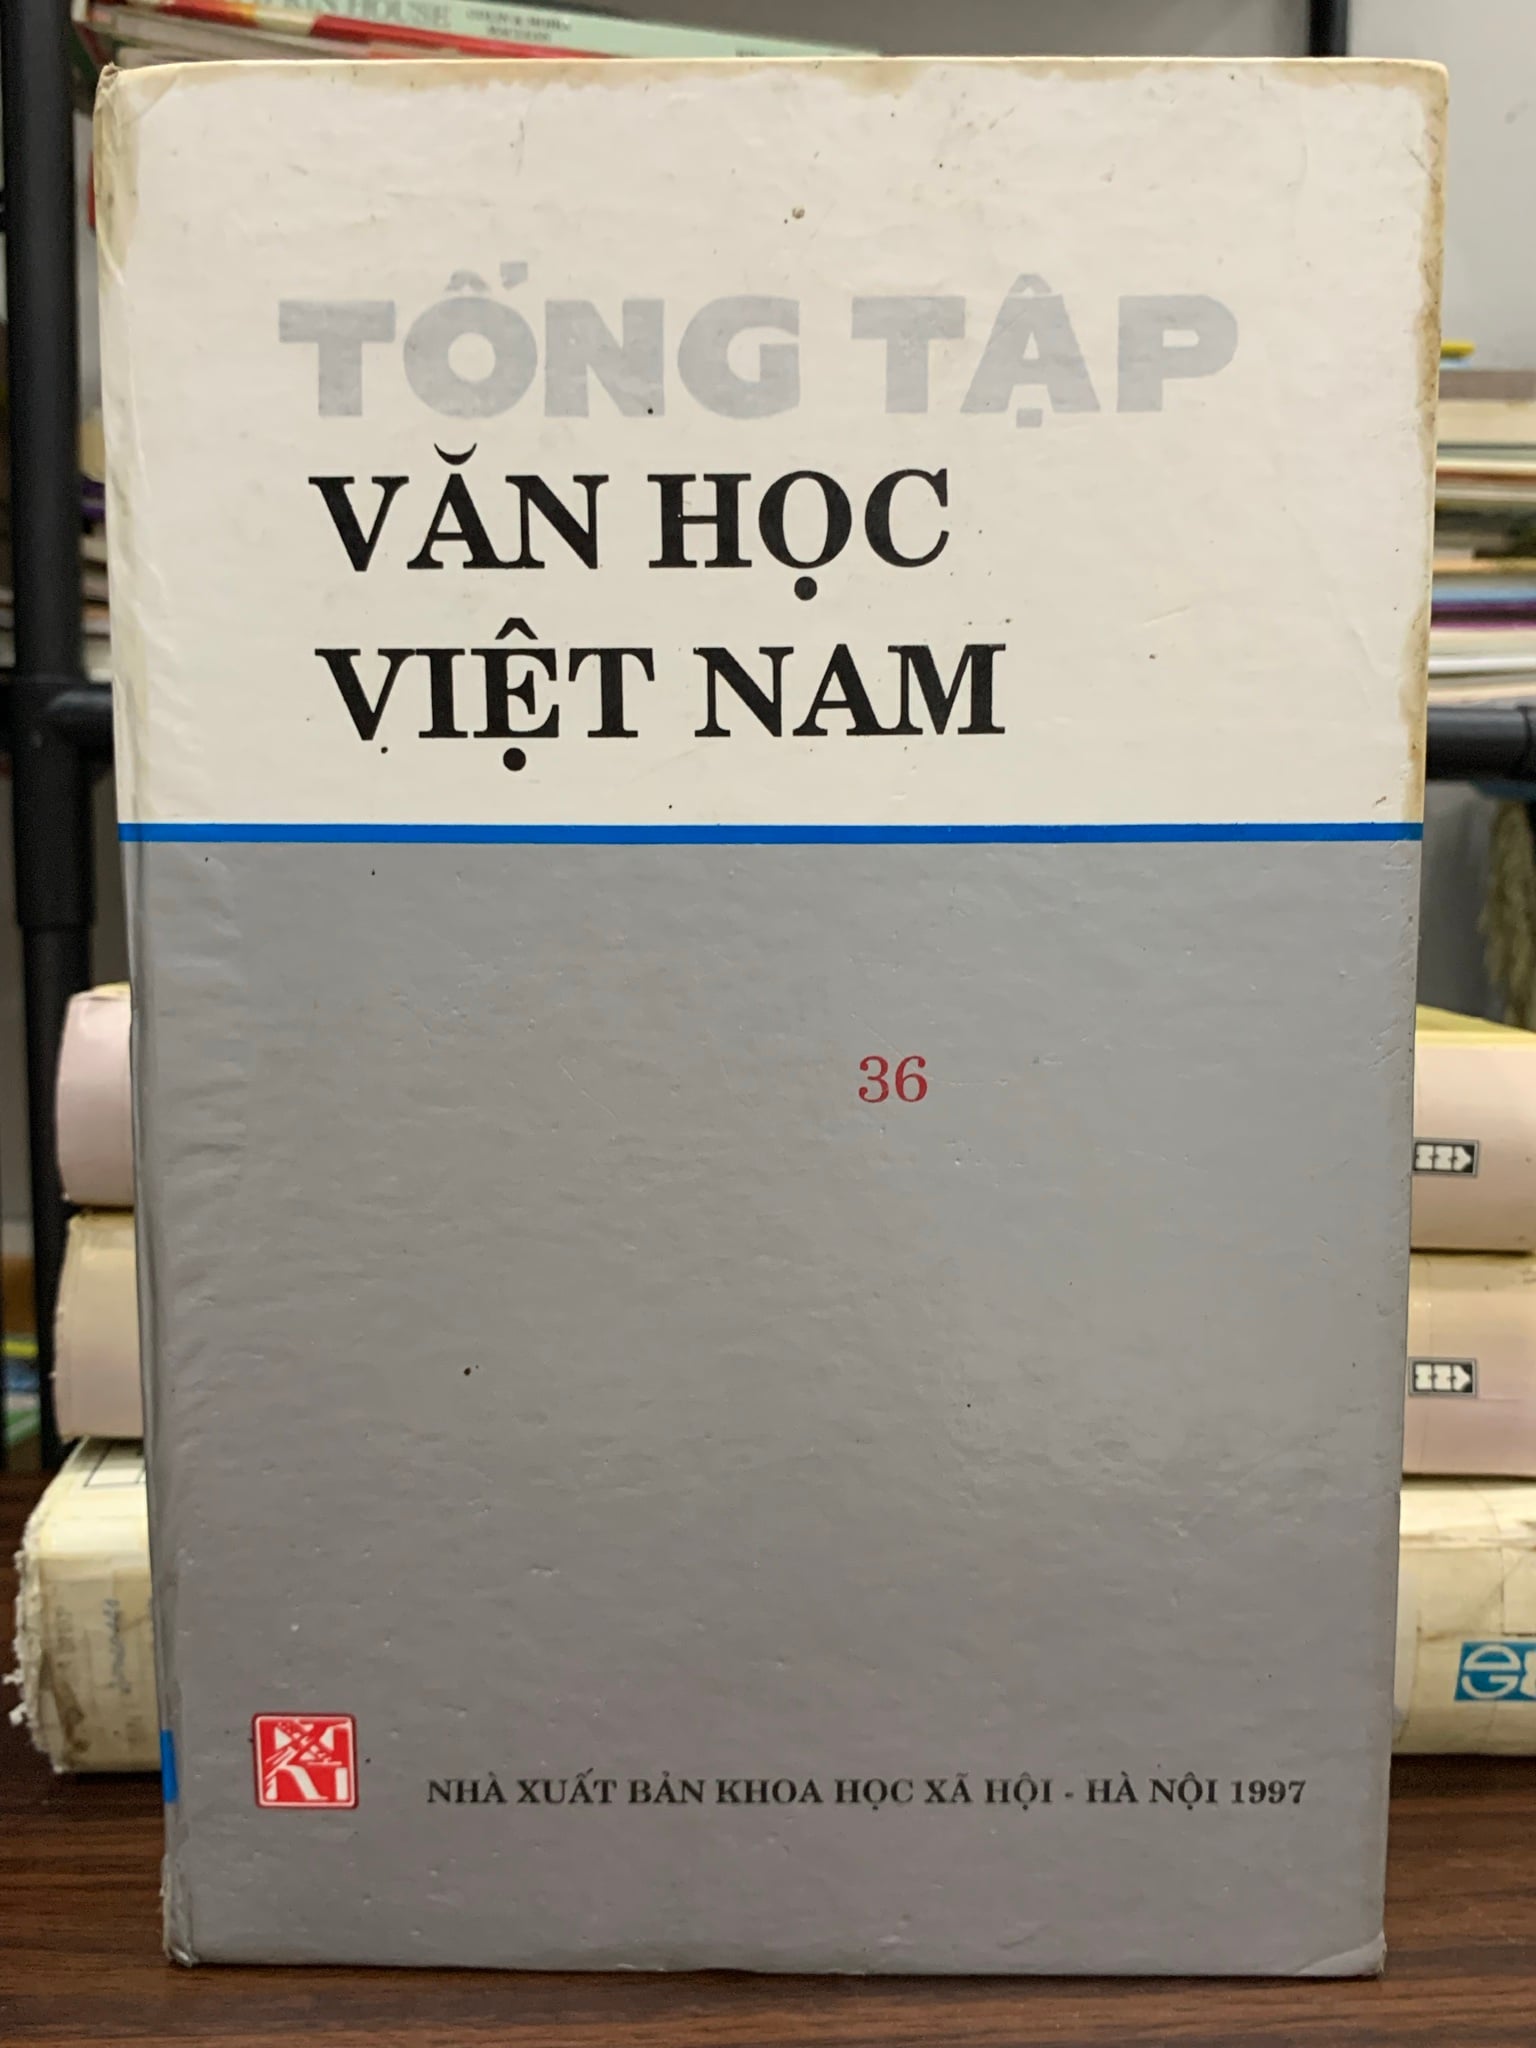 TỔNG TẬP
VĂN HỌC
VIỆT NAM
36
NHÀ XUẤT BẢN KHOA HỌC XÃ HỘI - HÀ NỘI 1997